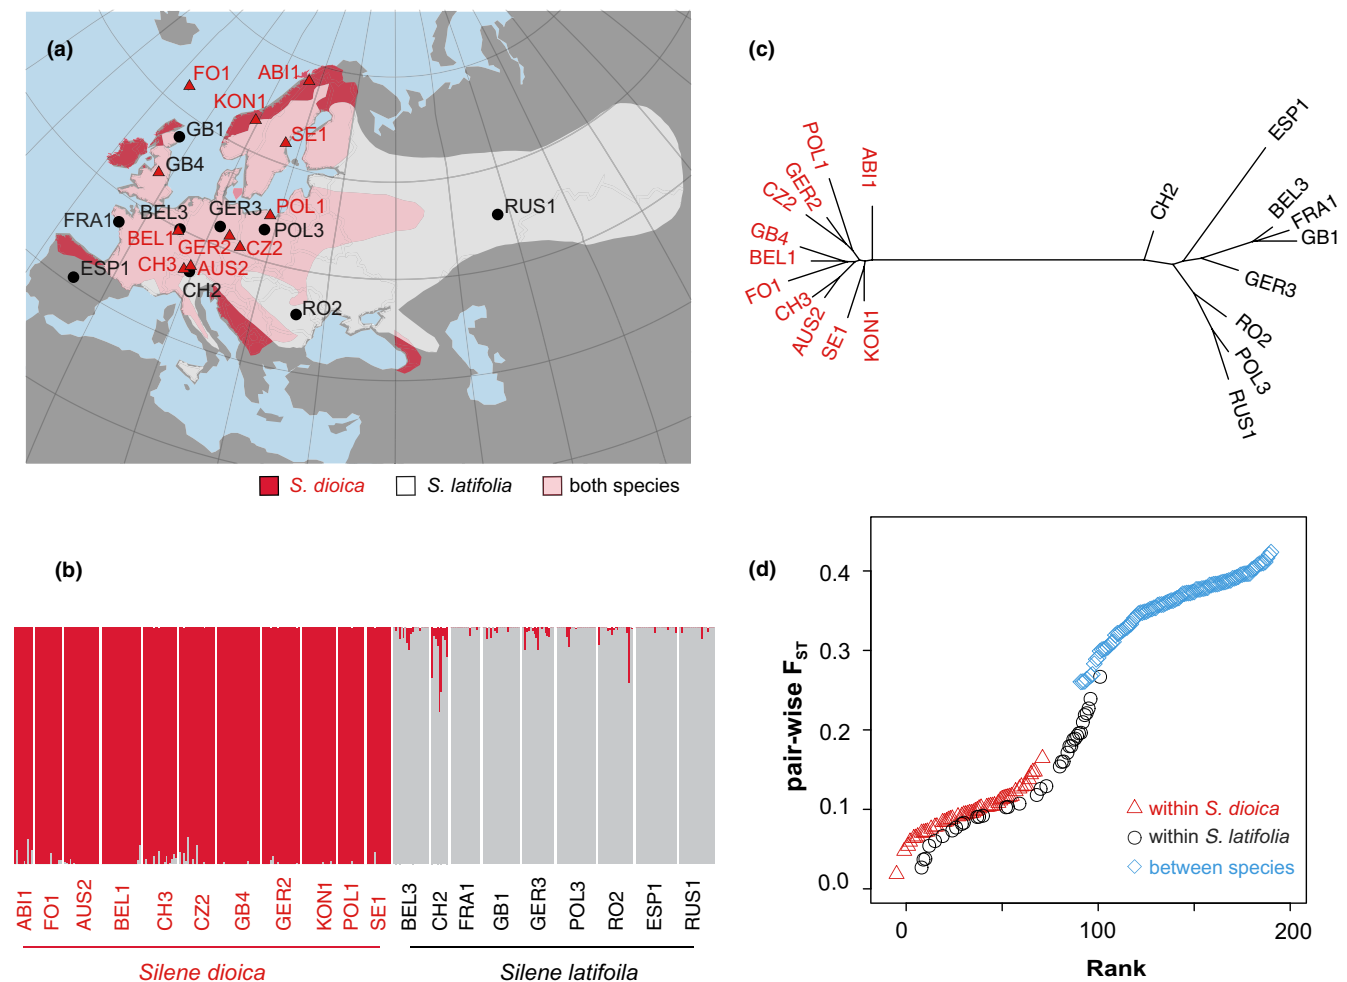 (a)
FO1
ABI1
KON1
GB1
SE1
GB4
FRA1
BEL3
GER3
POL1
RUS1
BEL1
GER2
CZ2
POL3
ESP1
CH3
AUS2
CH2
RO2
S. dioica
S. latifolia
both species
(b)
ABI1
FO1
AUS2
BEL1
CH3
CZ2
GB4
GER2
KON1
POL1
SE1
BEL3
CH2
FRA1
GB1
GER3
POL3
RO2
ESP1
RUS1
Silene dioica
Silene latifoila
(c)
POL1
ABI1
GER2
CZ2
GB4
BEL1
FO1
CH3
AUS2
SE1
KON1
CH2
ESP1
BEL3
FRA1
GB1
GER3
RO2
POL3
RUS1
(d)
pair-wise FST
0.4
0.3
0.2
0.1
0.0
within S. dioica
within S. latifolia
between species
0
100
200
Rank